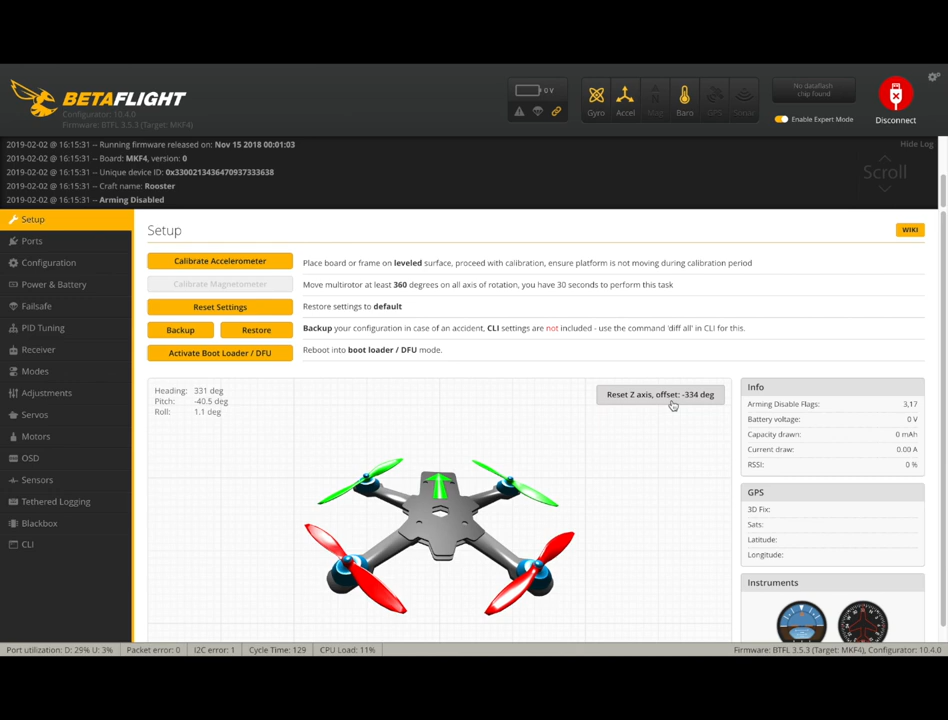 BETAFLIGHT
Configurator: 10.4.0
Firmware: BTFL 3.5.3 (Target: MKF4)
0 V
Gyro
Accel
Mag
Baro
GPS
Sonar
No dataflash
chip found
Enable Expert Mode
Disconnect
2019-02-02 @ 16:15:31 -- Running firmware released on: Nov 15 2018 00:01:03
2019-02-02 @ 16:15:31 -- Board: MKF4, version: 0
2019-02-02 @ 16:15:31 -- Unique device ID: 0x3300213436470937333638
2019-02-02 @ 16:15:31 -- Craft name: Rooster
2019-02-02 @ 16:15:31 -- Arming Disabled
Hide Log
Scroll
Setup
Ports
Configuration
Power & Battery
Failsafe
PID Tuning
Receiver
Modes
Adjustments
Servos
Motors
OSD
Sensors
Tethered Logging
Blackbox
CLI
Setup
WIKI
Calibrate Accelerometer
Place board or frame on leveled surface, proceed with calibration, ensure platform is not moving during calibration period
Calibrate Magnetometer
Move multirotor at least 360 degrees on all axis of rotation, you have 30 seconds to perform this task
Reset Settings
Restore settings to default
Backup
Restore
Backup your configuration in case of an accident, CLI settings are not included - use the command 'diff all' in CLI for this.
Activate Boot Loader / DFU
Reboot into boot loader / DFU mode.
Heading: 331 deg
Pitch: -40.5 deg
Roll: 1.1 deg
Reset Z axis, offset: -334 deg
Info
Arming Disable Flags: 3,17
Battery voltage: 0 V
Capacity drawn: 0 mAh
Current draw: 0.00 A
RSSI: 0 %
GPS
3D Fix:
Sats:
Latitude:
Longitude:
Instruments
Port utilization: D: 29% U: 3%
Packet error: 0
I2C error: 1
Cycle Time: 129
CPU Load: 11%
Firmware: BTFL 3.5.3 (Target: MKF4), Configurator: 10.4.0